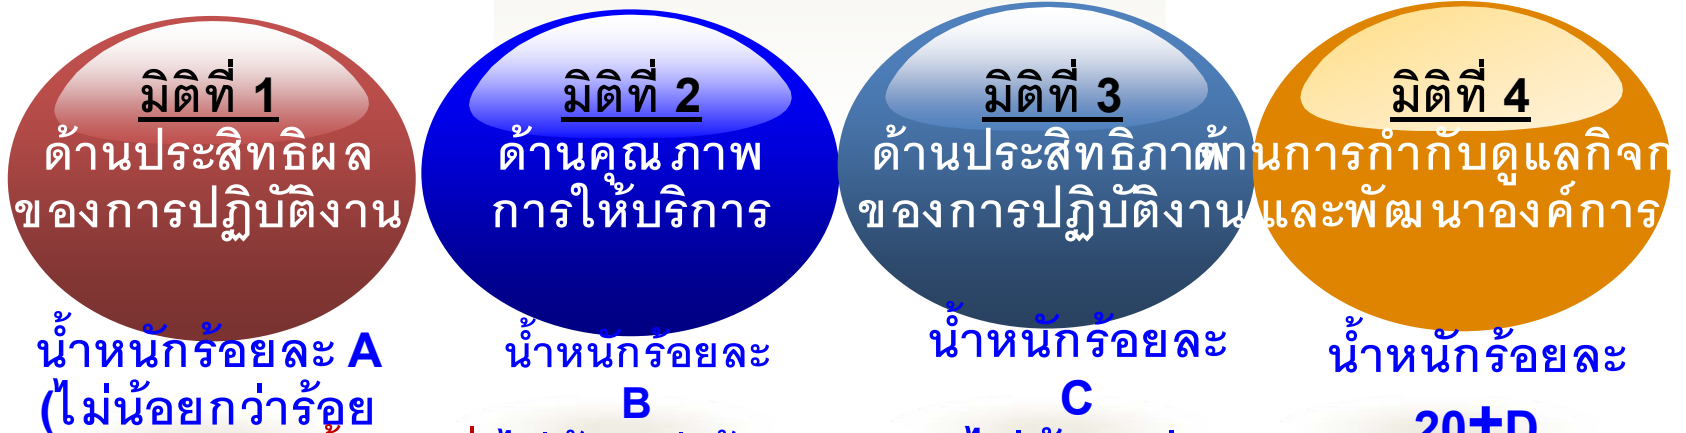 มิติที่ 1
ด้านประสิทธิผล
ของการปฏิบัติงาน
น้ำหนักร้อยละ A
(ไม่น้อยกว่าร้อย
มิติที่ 2
ด้านคุณภาพ
การให้บริการ
น้ำหนักร้อยละ
B
มิติที่ 3
ด้านประสิทธิภาพ
ของการปฏิบัติงาน
น้ำหนักร้อยละ
C
มิติที่ 4
ด้านการกำกับดูแลกิจก
และพัฒนาองค์การ
น้ำหนักร้อยละ
20±D